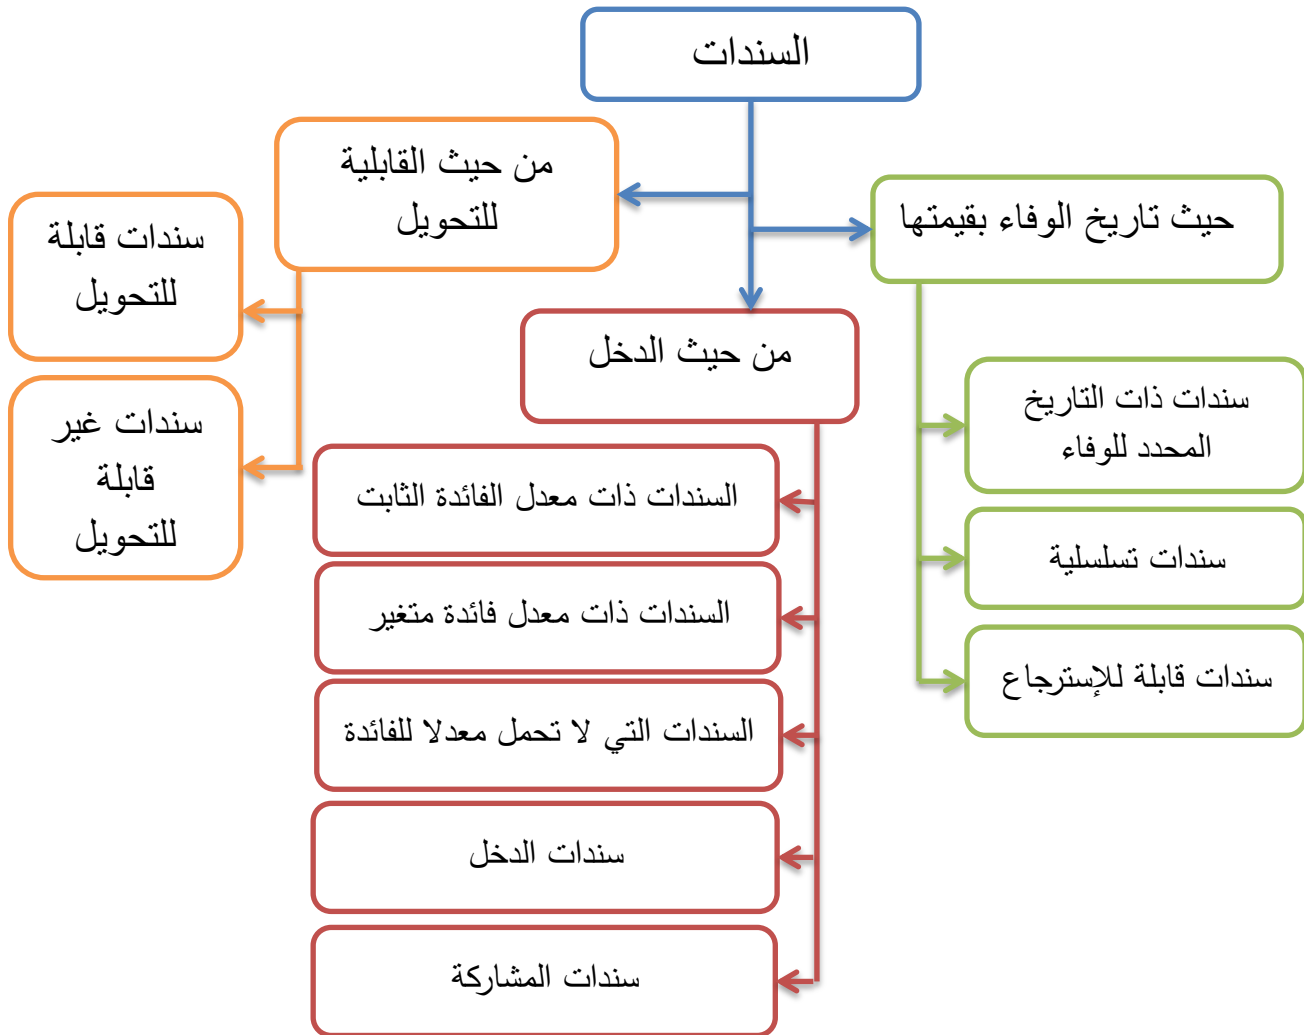 السندات
حيث تاريخ الوفاء بقيمتها
سندات ذات التاريخ
المحدد للوفاء
سندات تسلسلية
سندات قابلة للإسترجاع
من حيث الدخل
السندات ذات معدل الفائدة الثابت
السندات ذات معدل فائدة متغير
السندات التي لا تحمل معدلا للفائدة
سندات الدخل
سندات المشاركة
من حيث القابلية
للتحويل
سندات قابلة
للتحويل
سندات غير
قابلة
للتحويل